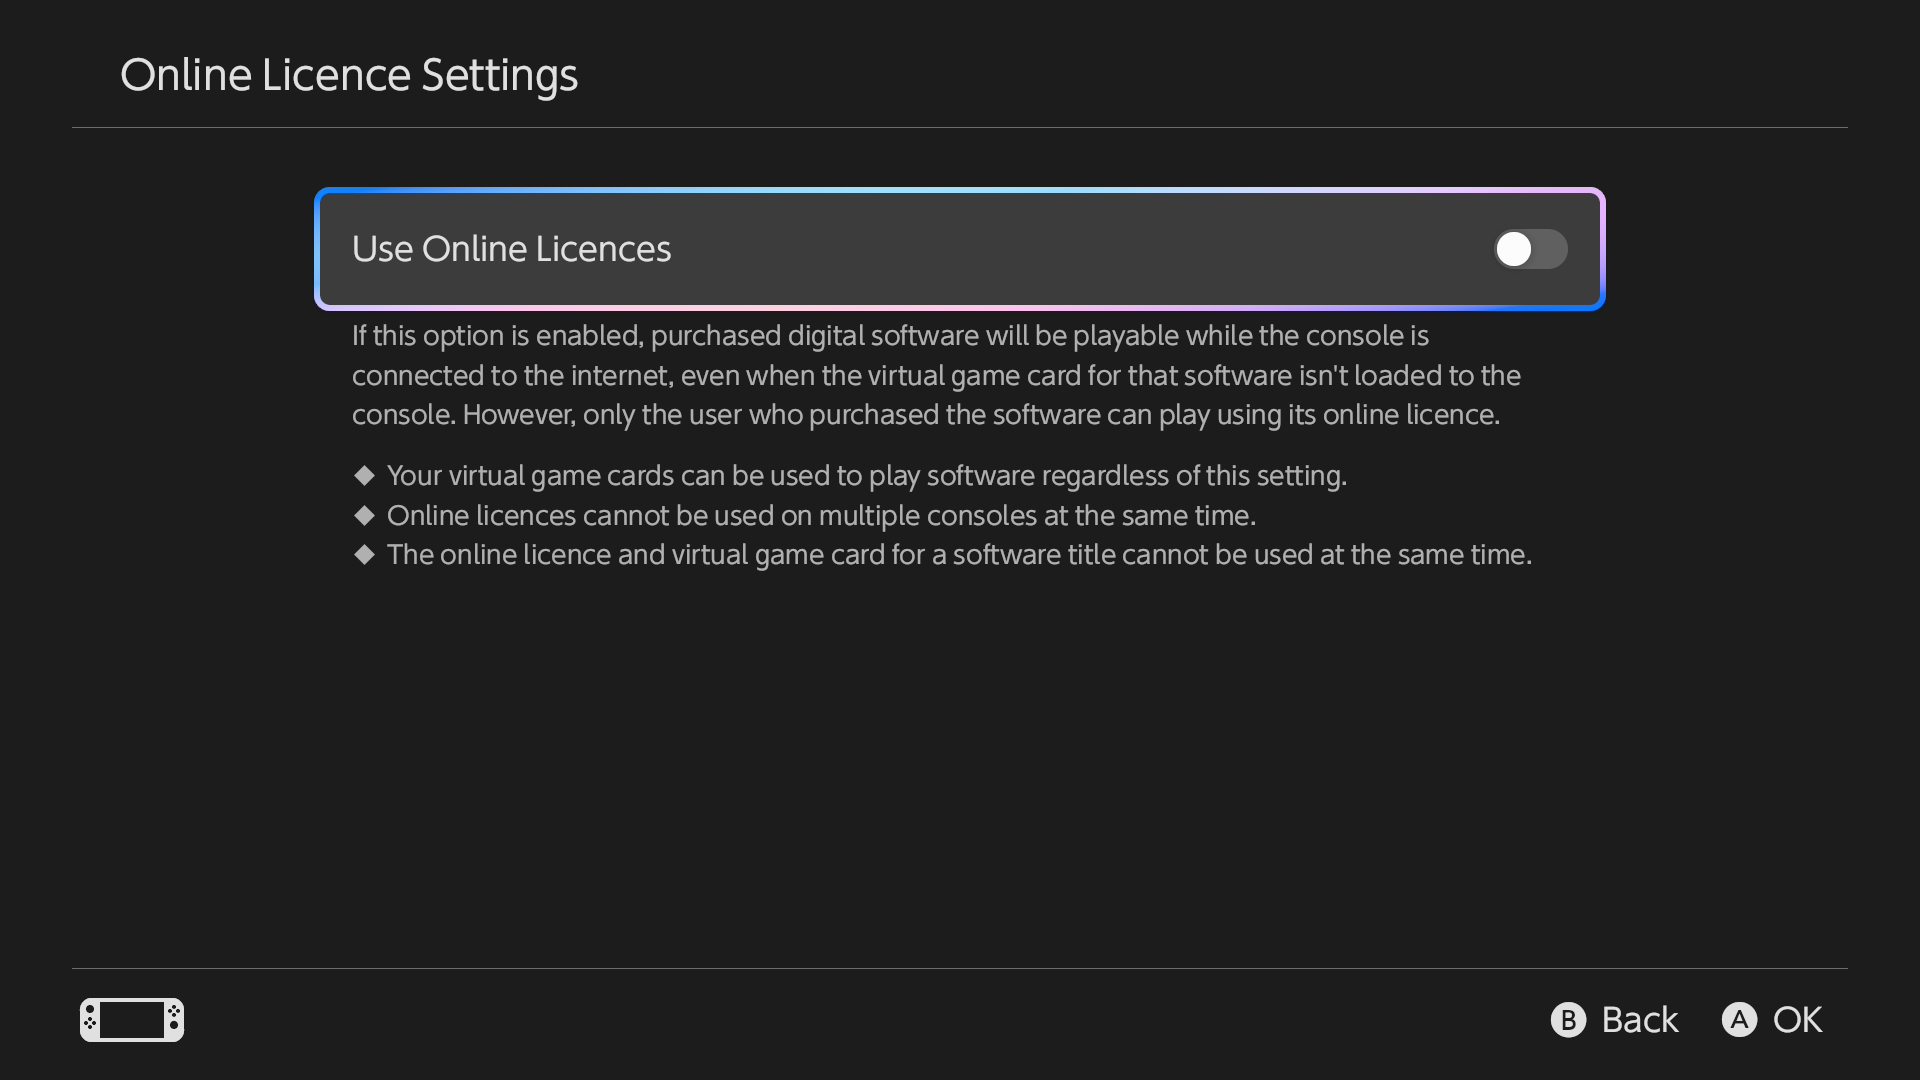 Online Licence Settings
Use Online Licences
If this option is enabled, purchased digital software will be playable while the console is
connected to the internet, even when the virtual game card for that software isn't loaded to the
console. However, only the user who purchased the software can play using its online licence.
◆ Your virtual game cards can be used to play software regardless of this setting.
◆ Online licences cannot be used on multiple consoles at the same time.
◆ The online licence and virtual game card for a software title cannot be used at the same time.
B Back A OK